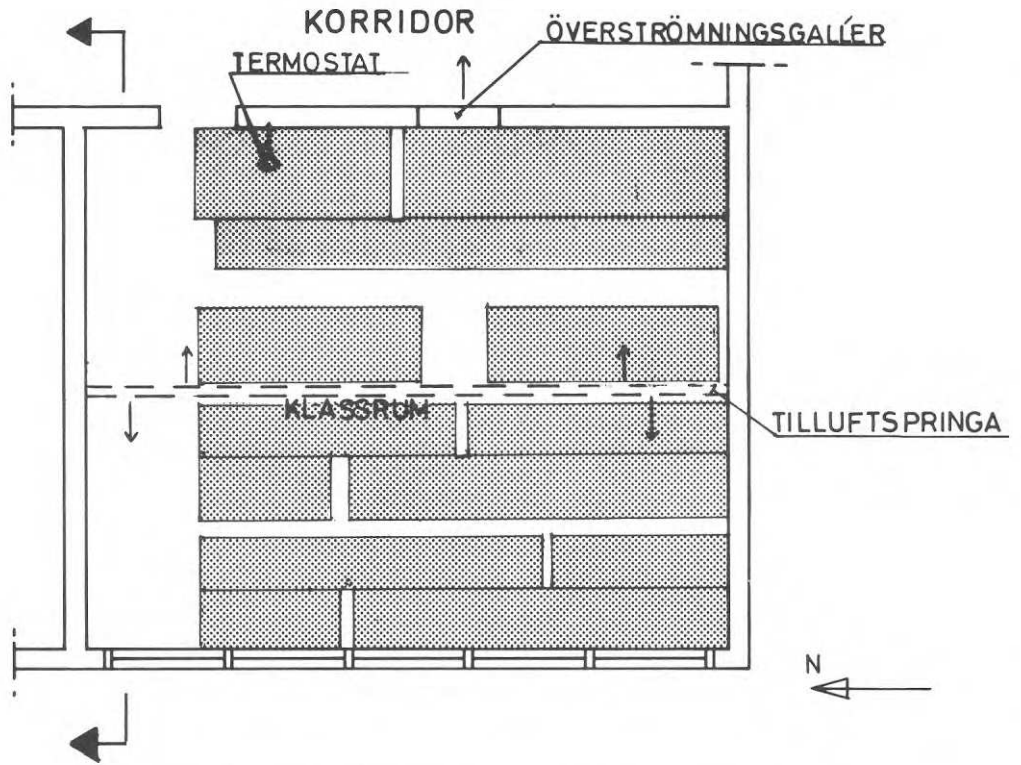 KORRIDOR
ÖVERSTRÖMNINGSGALLER
TERMOSTAT
KLASSRUM
TILLUFTSPRINGA
N